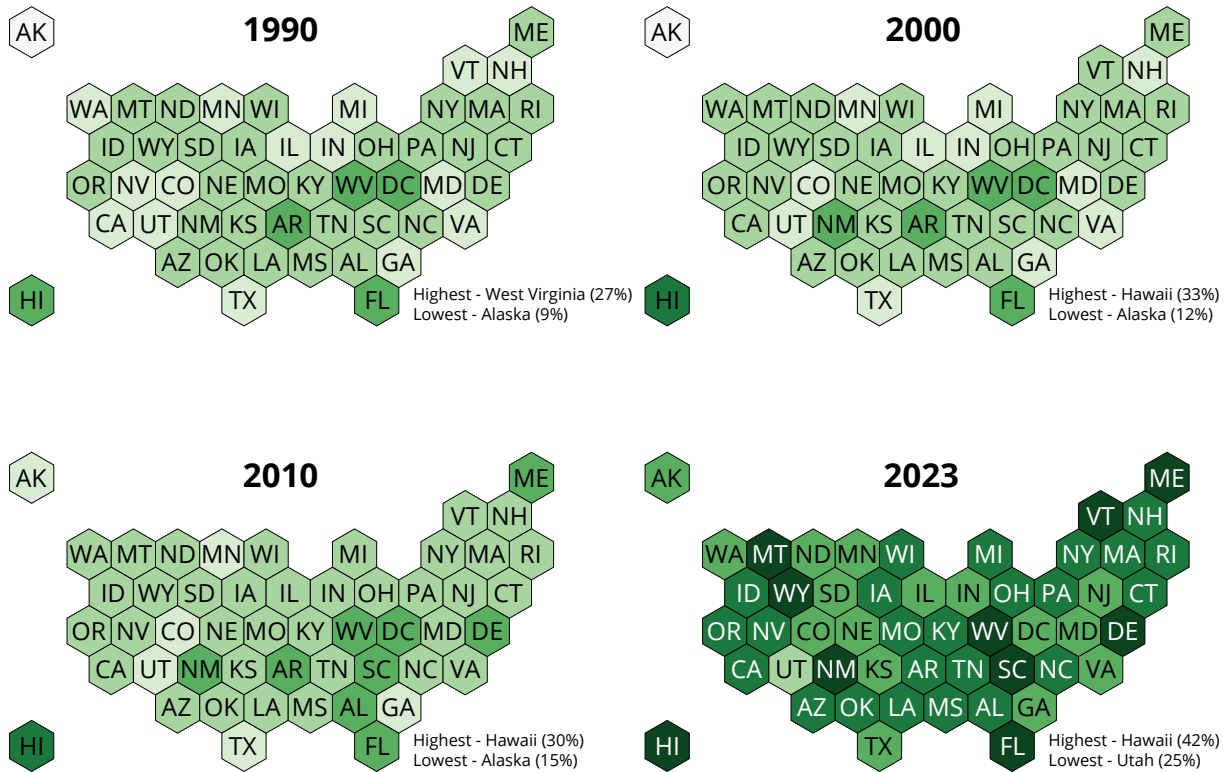 1990
AK
ME
VT NH
WA MT ND MN WI MI NY MA RI
ID WY SD IA IL IN OH PA NJ CT
OR NV CO NE MO KY WV DC MD DE
CA UT NM KS AR TN SC NC VA
AZ OK LA MS AL GA
HI TX FL
Highest - West Virginia (27%)
Lowest - Alaska (9%)
2000
AK
ME
VT NH
WA MT ND MN WI MI NY MA RI
ID WY SD IA IL IN OH PA NJ CT
OR NV CO NE MO KY WV DC MD DE
CA UT NM KS AR TN SC NC VA
AZ OK LA MS AL GA
HI TX FL
Highest - Hawaii (33%)
Lowest - Alaska (12%)
2010
AK
ME
VT NH
WA MT ND MN WI MI NY MA RI
ID WY SD IA IL IN OH PA NJ CT
OR NV CO NE MO KY WV DC MD DE
CA UT NM KS AR TN SC NC VA
AZ OK LA MS AL GA
HI TX FL
Highest - Hawaii (30%)
Lowest - Alaska (15%)
2023
AK
ME
VT NH
WA MT ND MN WI MI NY MA RI
ID WY SD IA IL IN OH PA NJ CT
OR NV CO NE MO KY WV DC MD DE
CA UT NM KS AR TN SC NC VA
AZ OK LA MS AL GA
HI TX FL
Highest - Hawaii (42%)
Lowest - Utah (25%)